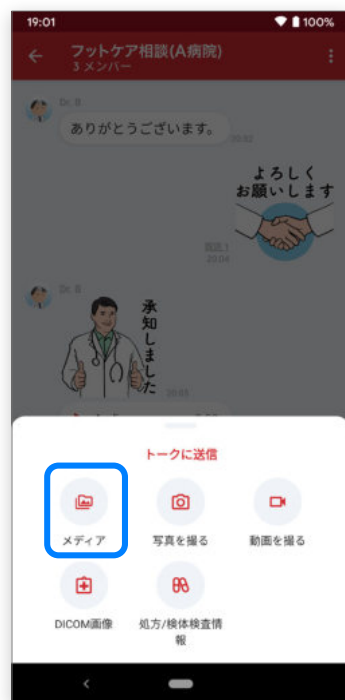 19:01
100%
フットケア相談(A病院)
3 メンバー
Dr. B
ありがとうございます。
20:02
よろしく
お願いします
既読 1
20:04
Dr. B
承知しました
トークに送信
メディア
写真を撮る
動画を撮る
DICOM画像
処方/検体検査情
報